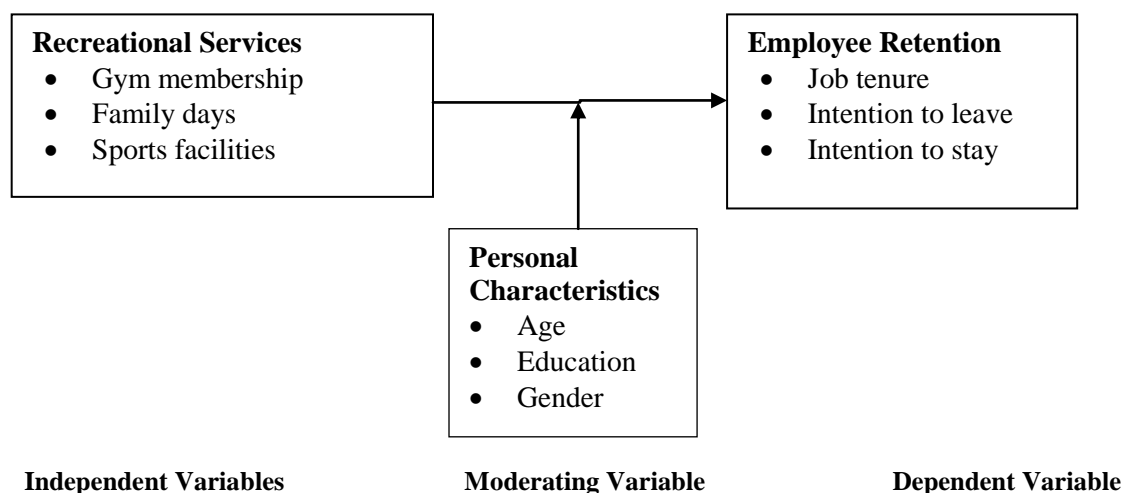 Recreational Services
• Gym membership
• Family days
• Sports facilities
Employee Retention
• Job tenure
• Intention to leave
• Intention to stay
Personal
Characteristics
• Age
• Education
• Gender
Independent Variables
Moderating Variable
Dependent Variable